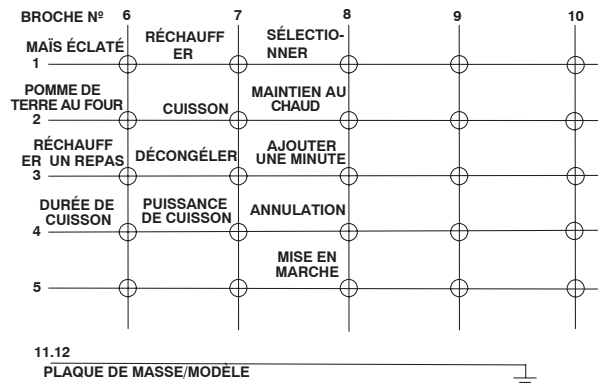 BROCHE Nº 6 7 8 9 10
MAÏS ÉCLATÉ
RÉCHAUFF
ER
SÉLECTIO-
NNER
1
POMME DE
TERRE AU FOUR
CUISSON
MAINTIEN AU
CHAUD
2
RÉCHAUFF
ER UN REPAS
DÉCONGÉLER
AJOUTER
UNE MINUTE
3
DURÉE DE
CUISSON
PUISSANCE
DE CUISSON
ANNULATION
4
MISE EN
MARCHE
5
11.12
PLAQUE DE MASSE/MODÈLE